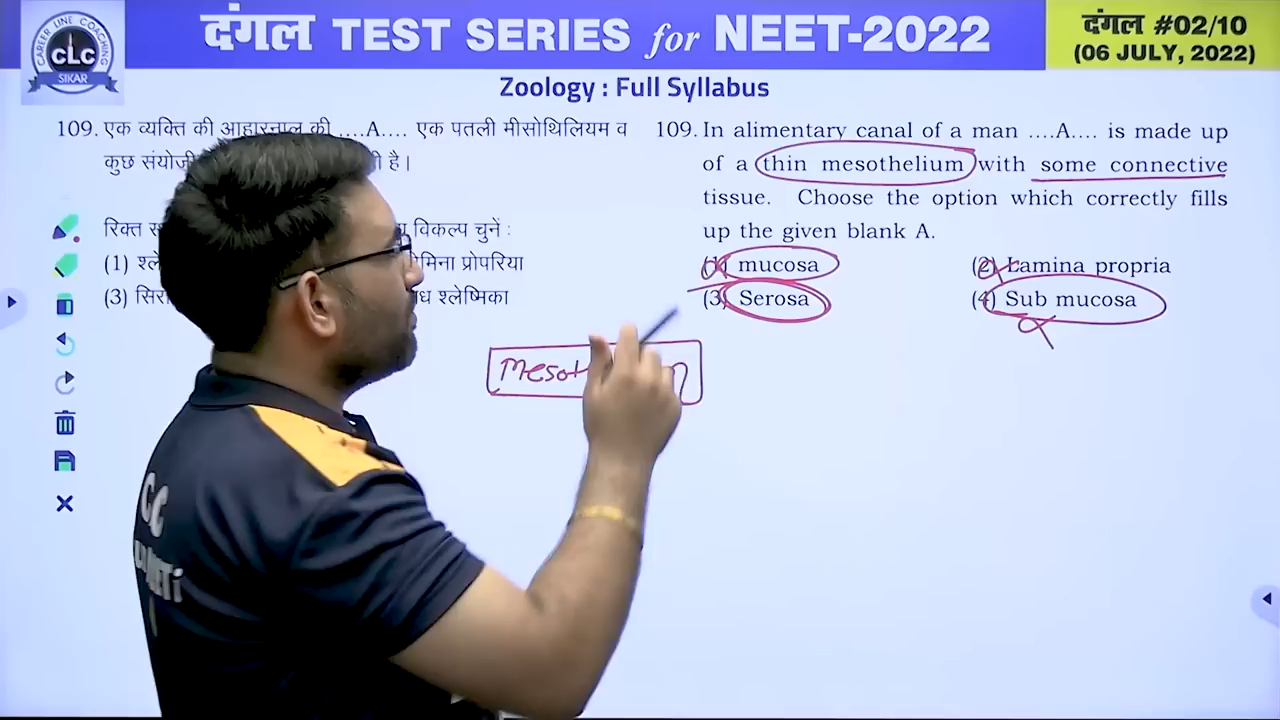 CAREER LINE COACHING
CLC
SIKAR
दंगल TEST SERIES for NEET-2022
दंगल #02/10
(06 JULY, 2022)
Zoology : Full Syllabus
109. एक व्यक्ति की आहारनाल की ....A.... एक पतली मीसोथिलियम व
कुछ है।
रिक्त विकल्प चुनें :
(1) प्रोपरिया
(3) श्लेष्मिका
109. In alimentary canal of a man ....A.... is made up
of a thin mesothelium with some connective
tissue. Choose the option which correctly fills
up the given blank A.
(1) mucosa (2) Lamina propria
(3) Serosa (4) Sub mucosa